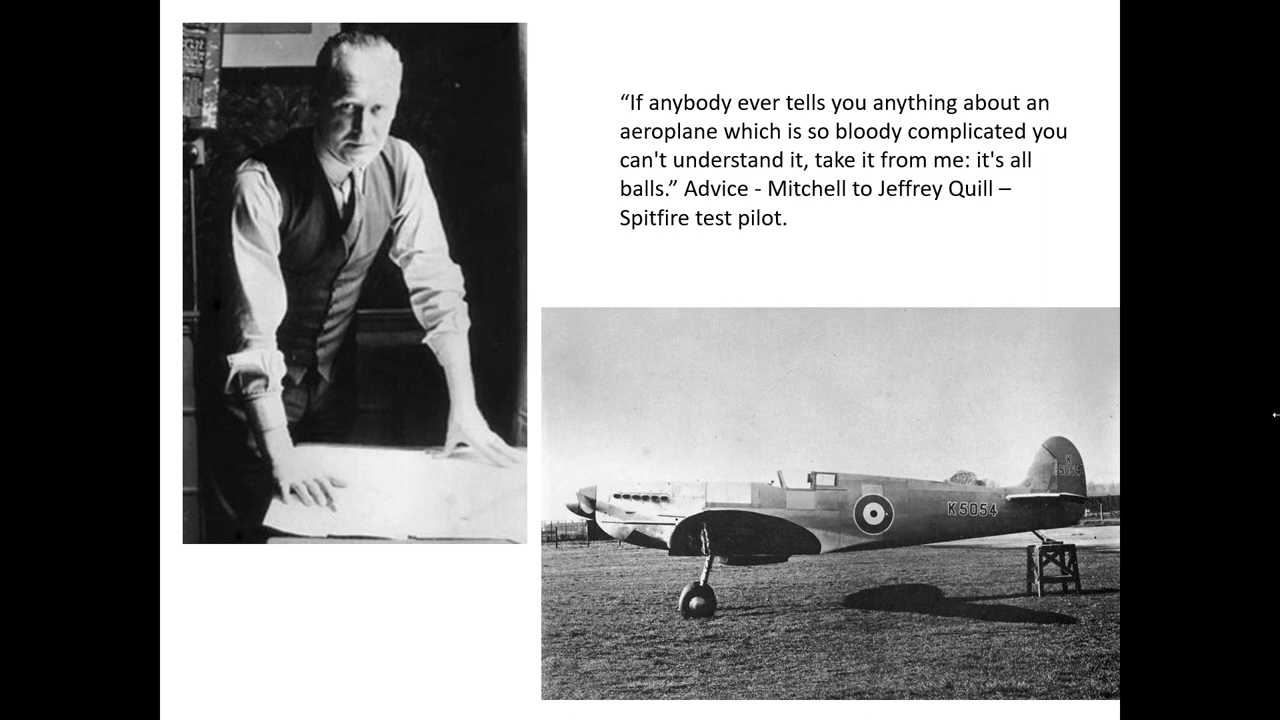 “If anybody ever tells you anything about an
aeroplane which is so bloody complicated you
can't understand it, take it from me: it's all
balls.” Advice - Mitchell to Jeffrey Quill –
Spitfire test pilot.
K
5054
K5054